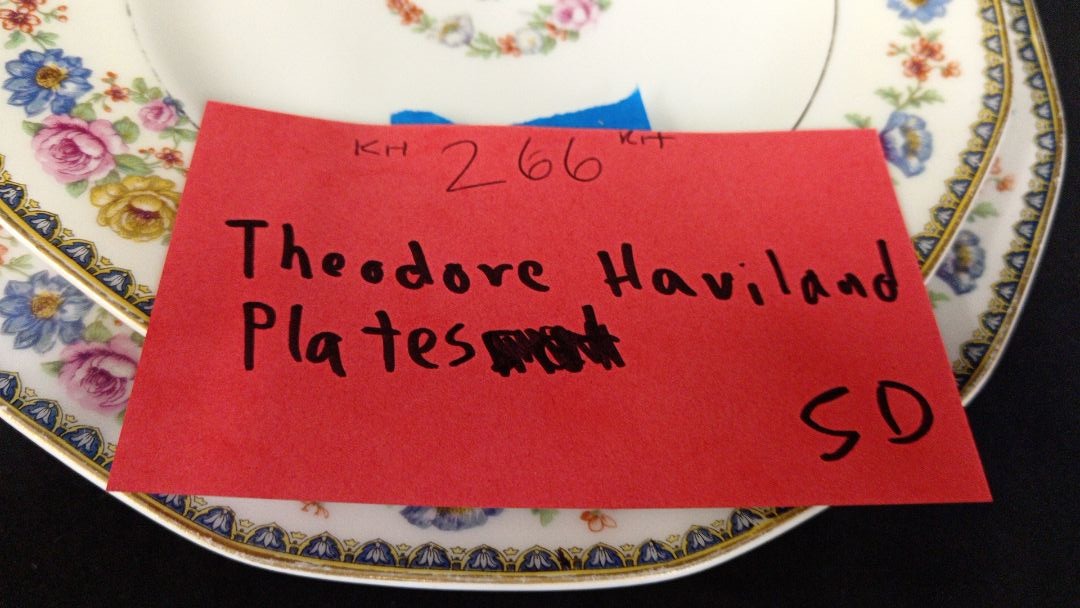 KH 266 KH
Theodore Haviland
Plates
SD